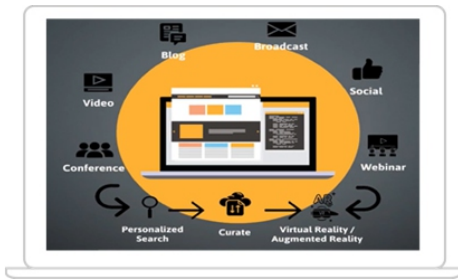 Blog
Broadcast
Video
Social
Conference
Webinar
Personalized
Search
Curate
Virtual Reality /
Augmented Reality